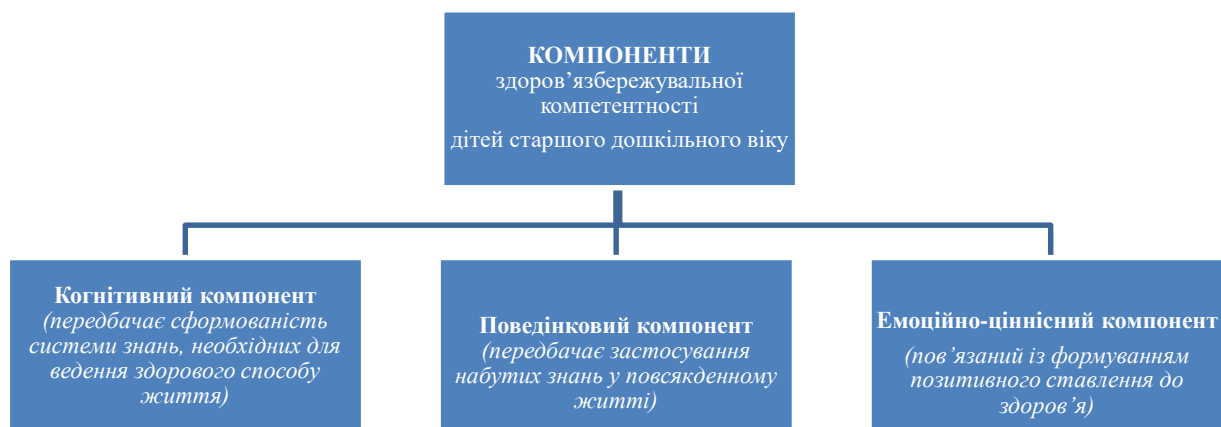 КОМПОНЕНТИ
здоров’язбережувальної
компетентності
дітей старшого дошкільного віку
Когнітивний компонент
(передбачає сформованість
системи знань, необхідних для
ведення здорового способу
життя)
Поведінковий компонент
(передбачає застосування
набутих знань у повсякденному
житті)
Емоційно-ціннісний компонент
(пов’язаний із формуванням
позитивного ставлення до
здоров’я)